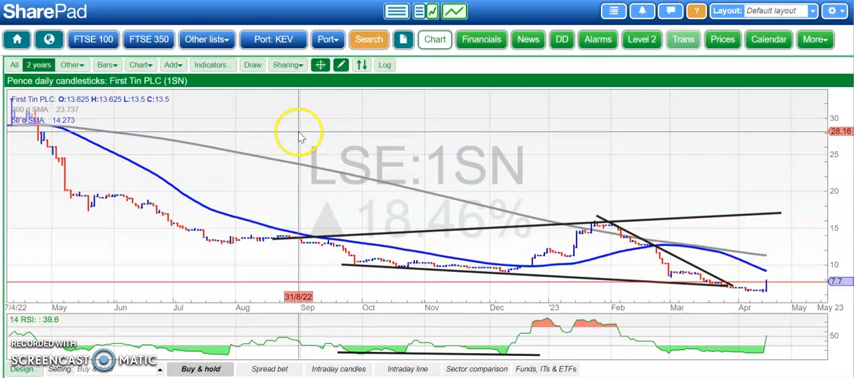 SharePad
Layout: Default layout
FTSE 100 FTSE 350 Other lists Port: KEV Port Search Chart Financials News DD Alarms Level 2 Trans Prices Calendar More
All 2 years Other Bars Chart Add Indicators... Draw Sharing Log
Pence daily candlesticks: First Tin PLC (1SN)
First Tin PLC O:13.625 H:13.625 L:13.5 C:13.5
SMA : 23.737
SMA : 14.273
LSE:1SN
▲18.46%
30
28.16
25
20
15
10
7.7
31/8/22
7/4/22 May Jun Jul Aug Sep Oct Nov Dec '23 Feb Mar Apr May 23
14 RSI: 39.6
50
RECORDED WITH
SCREENCAST MATIC
Design... Setting: Buy & hold Spread bet Intraday candles Intraday line Sector comparison Funds, ITs & ETFs